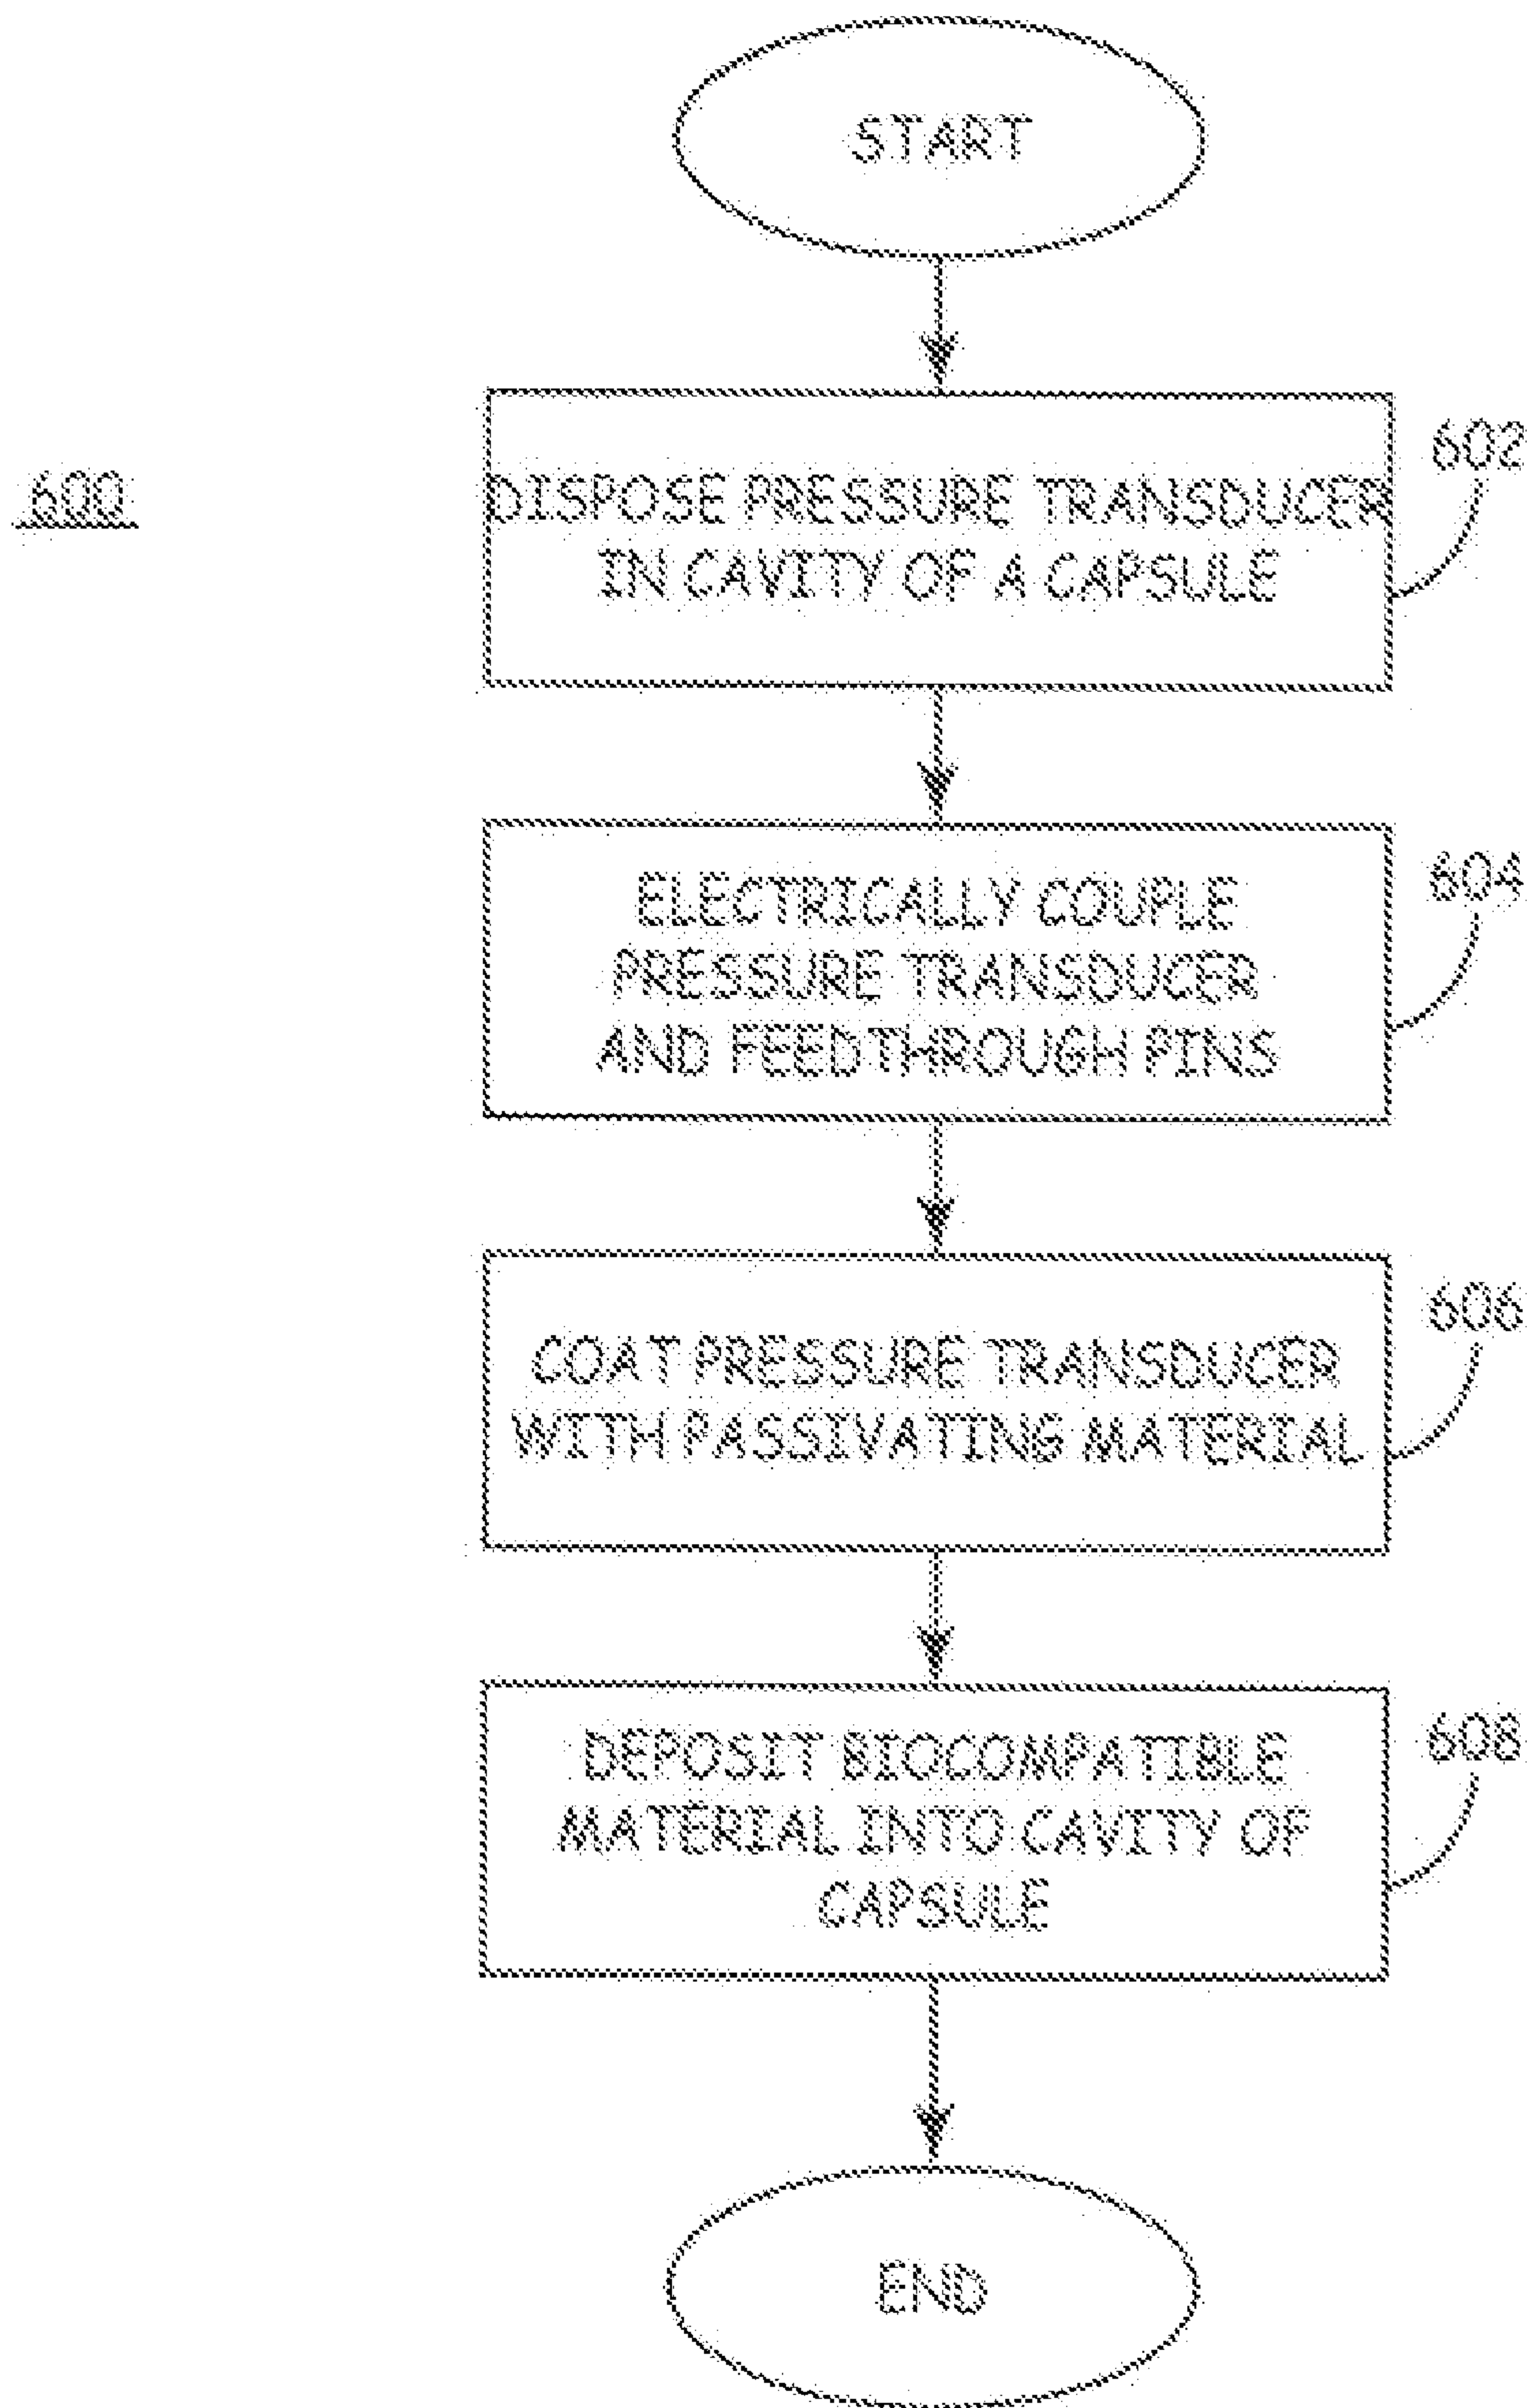 START
600
602
DISPOSE PRESSURE TRANSDUCER
IN CAVITY OF A CAPSULE
604
ELECTRICALLY COUPLE
PRESSURE TRANSDUCER
AND FEEDTHROUGH PINS
606
COAT PRESSURE TRANSDUCER
WITH PASSIVATING MATERIAL
608
DEPOSIT BIOCOMPATIBLE
MATERIAL INTO CAVITY OF
CAPSULE
END